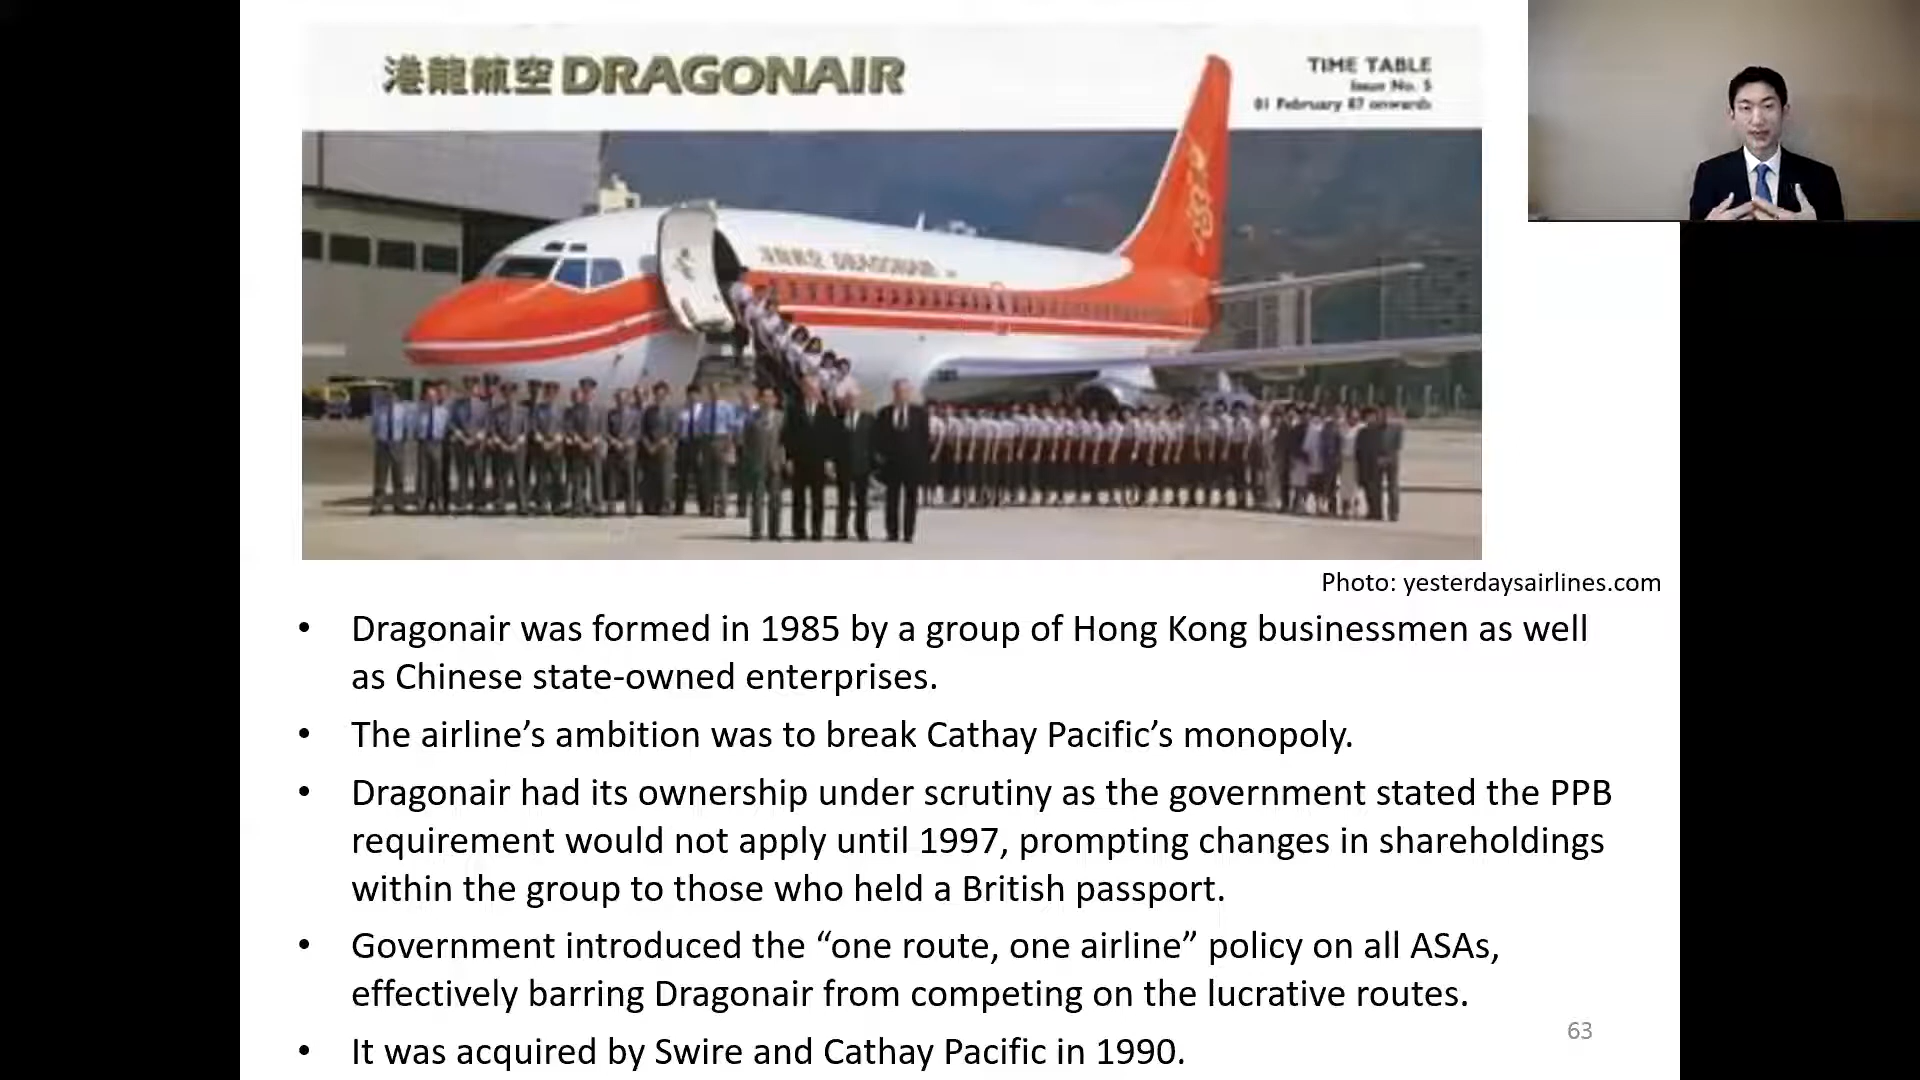 港龍航空 DRAGONAIR
TIME TABLE
Issue No. 5
01 February 87 onwards
港龍航空 DRAGONAIR
Photo: yesterdaysairlines.com
• Dragonair was formed in 1985 by a group of Hong Kong businessmen as well
as Chinese state-owned enterprises.
• The airline’s ambition was to break Cathay Pacific’s monopoly.
• Dragonair had its ownership under scrutiny as the government stated the PPB
requirement would not apply until 1997, prompting changes in shareholdings
within the group to those who held a British passport.
• Government introduced the “one route, one airline” policy on all ASAs,
effectively barring Dragonair from competing on the lucrative routes.
• It was acquired by Swire and Cathay Pacific in 1990.
63